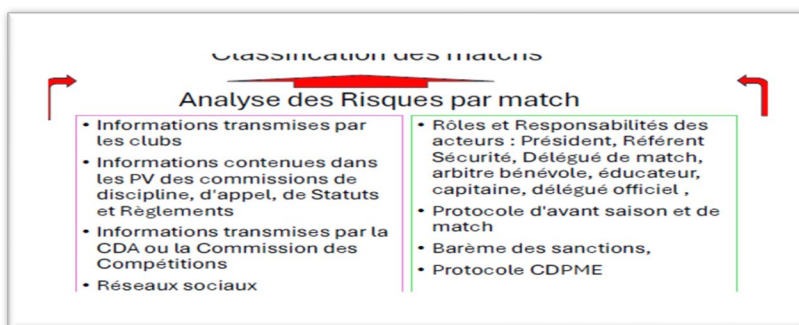 Classification des matchs
Analyse des Risques par match
• Informations transmises par
les clubs
• Informations contenues dans
les PV des commissions de
discipline, d'appel, de Statuts
et Règlements
• Informations transmises par la
CDA ou la Commission des
Compétitions
• Réseaux sociaux
• Rôles et Responsabilités des
acteurs : Président, Référent
Sécurité, Délégué de match,
arbitre bénévole, éducateur,
capitaine, délégué officiel ,
• Protocole d'avant saison et de
match
• Barème des sanctions,
• Protocole CDPME